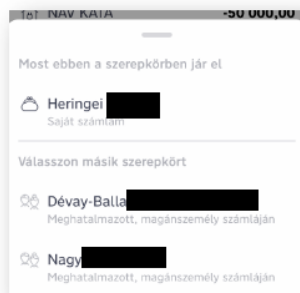 NAV KATA -50 000,00
Most ebben a szerepkörben jár el
Heringei
Saját számlám
Válasszon másik szerepkört
Dévay-Balla
Meghatalmazott, magánszemély számláján
Nagy
Meghatalmazott, magánszemély számláján